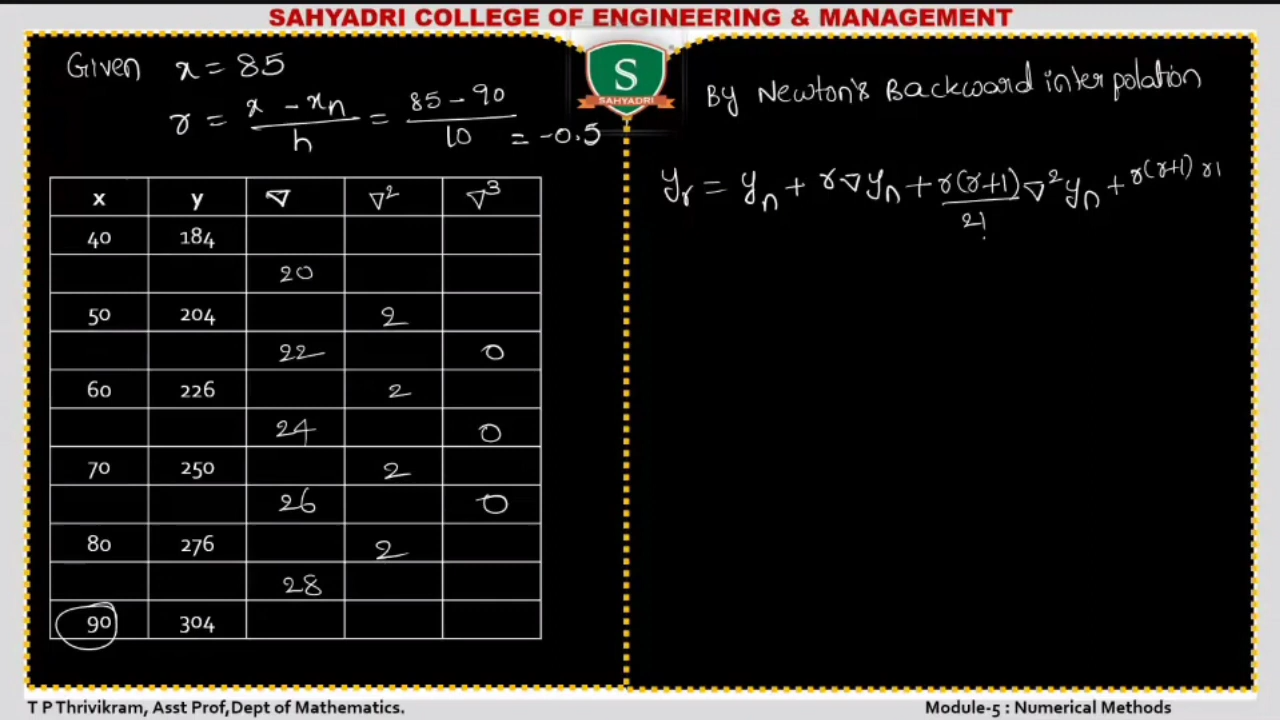 SAHYADRI COLLEGE OF ENGINEERING & MANAGEMENT
Given x = 85
r = x - xn / h = 85 - 90 / 10 = -0.5
S
SAHYADRI
x y ∇ ∇² ∇³
40 184
20
50 204 2
22 0
60 226 2
24 0
70 250 2
26 0
80 276 2
28
90 304
By Newton's Backward interpolation
yr = yn + r∇yn + r(r+1) / 2! ∇²yn + r(r+1) r1
T P Thrivikram, Asst Prof,Dept of Mathematics.
Module-5 : Numerical Methods